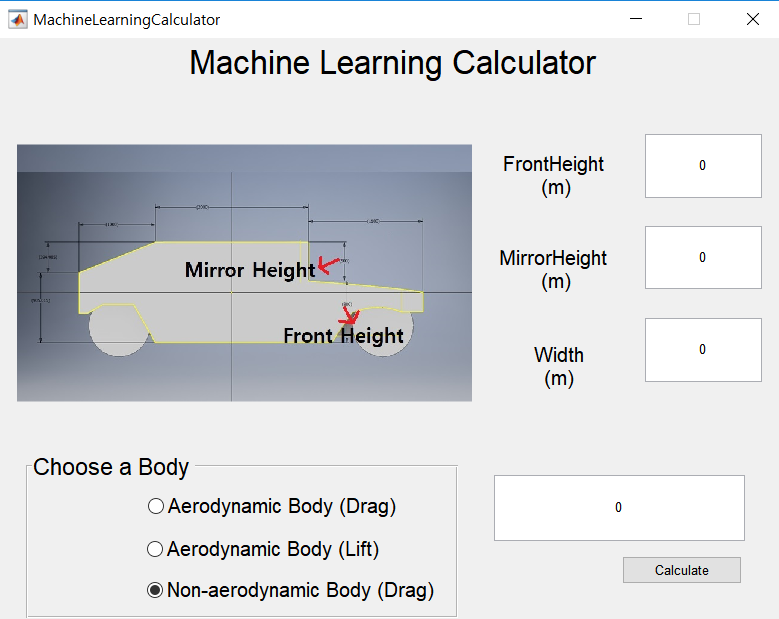 MachineLearningCalculator
Machine Learning Calculator
FrontHeight
(m)
0
MirrorHeight
(m)
0
Width
(m)
0
Mirror Height
Front Height
Choose a Body
Aerodynamic Body (Drag)
Aerodynamic Body (Lift)
Non-aerodynamic Body (Drag)
0
Calculate